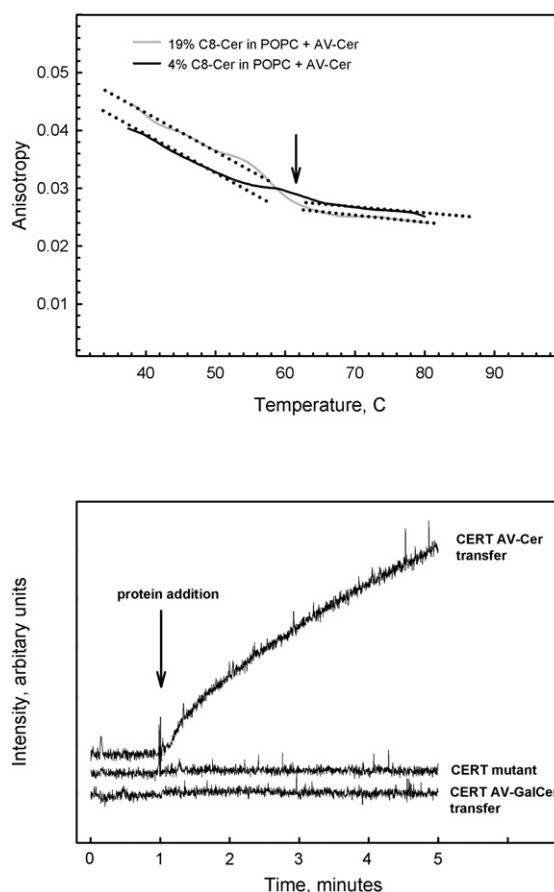 19% C8-Cer in POPC + AV-Cer
4% C8-Cer in POPC + AV-Cer
0.05
0.04
0.03
0.02
0.01
Anisotropy
40 50 60 70 80 90
Temperature, C
CERT AV-Cer
transfer
protein addition
Intensity, arbitary units
CERT mutant
CERT AV-GalCer
transfer
0 1 2 3 4 5
Time, minutes